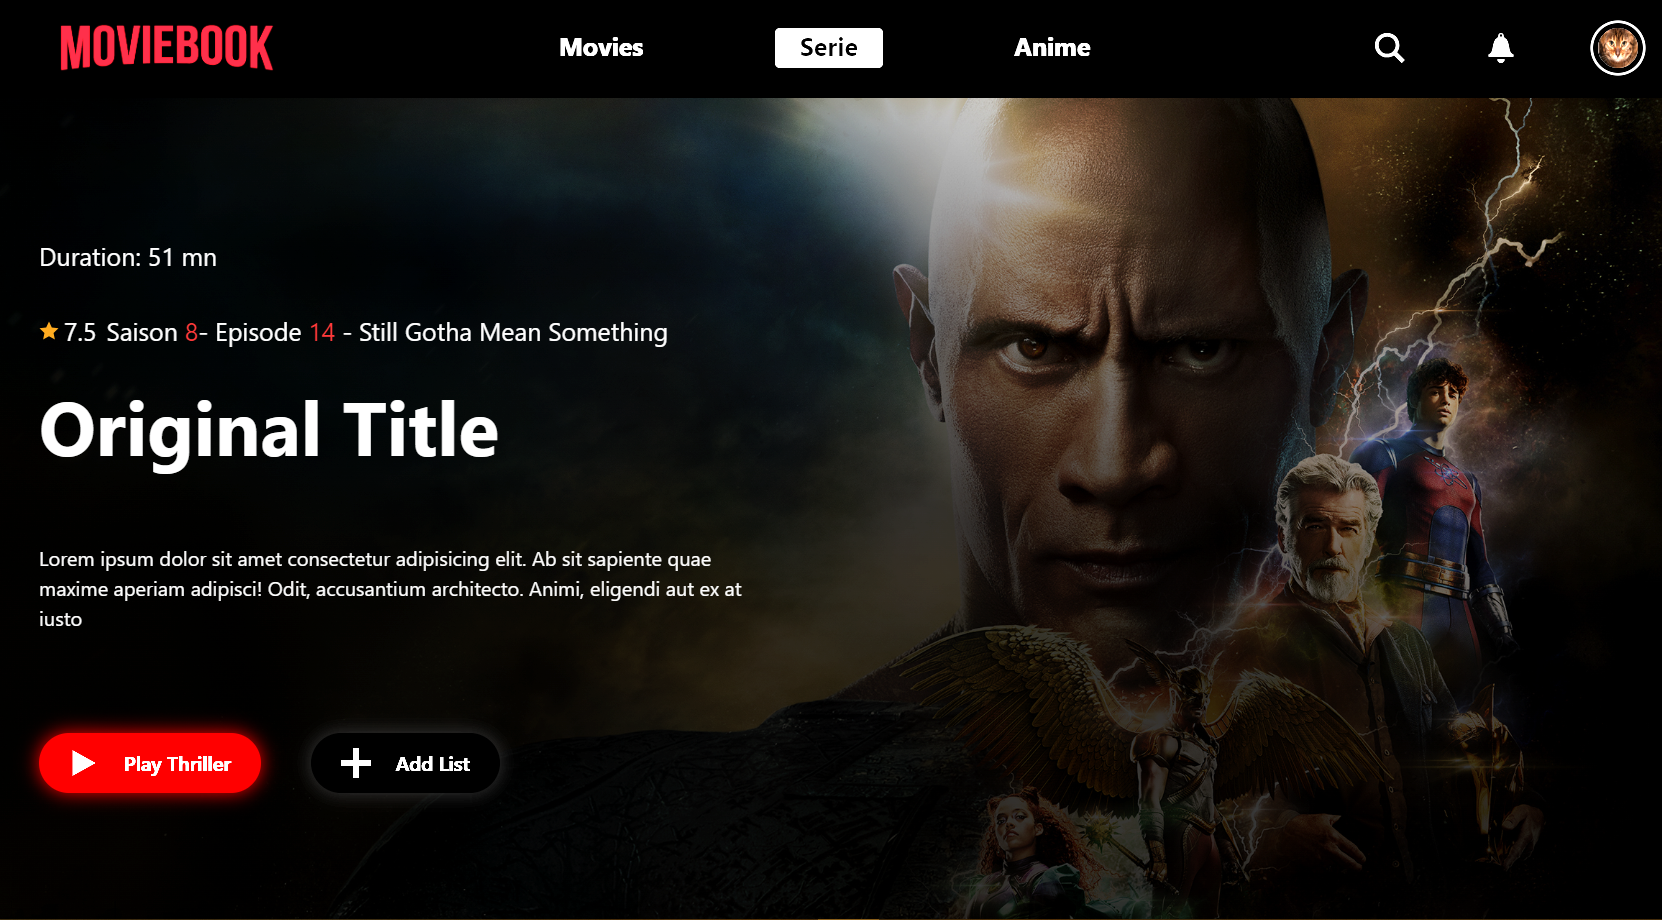 MOVIEBOOK
Movies
Serie
Anime
Duration: 51 mn
7.5 Saison 8- Episode 14 - Still Gotha Mean Something
Original Title
Lorem ipsum dolor sit amet consectetur adipisicing elit. Ab sit sapiente quae
maxime aperiam adipisci! Odit, accusantium architecto. Animi, eligendi aut ex at
iusto
Play Thriller
Add List